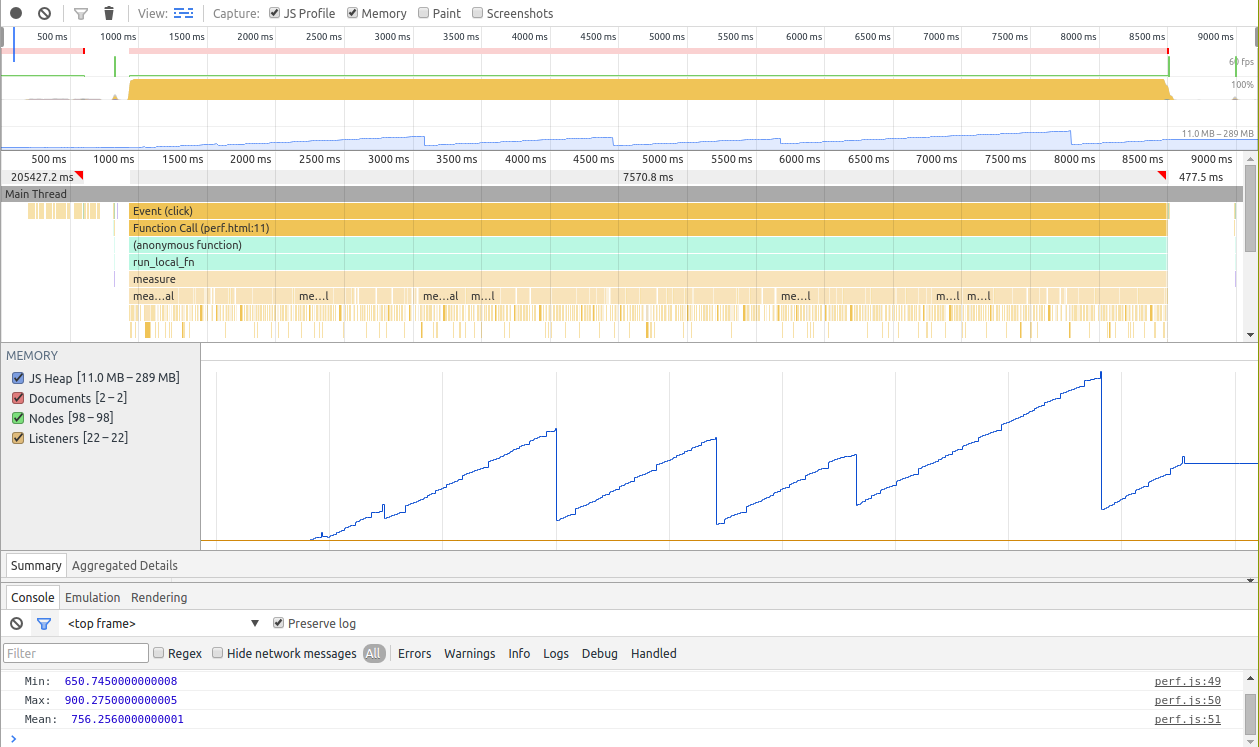 View: Capture: JS Profile Memory Paint Screenshots
500 ms 1000 ms 1500 ms 2000 ms 2500 ms 3000 ms 3500 ms 4000 ms 4500 ms 5000 ms 5500 ms 6000 ms 6500 ms 7000 ms 7500 ms 8000 ms 8500 ms 9000 ms
60 fps
100%
11.0 MB – 289 MB
500 ms 1000 ms 1500 ms 2000 ms 2500 ms 3000 ms 3500 ms 4000 ms 4500 ms 5000 ms 5500 ms 6000 ms 6500 ms 7000 ms 7500 ms 8000 ms 8500 ms 9000 ms
205427.2 ms 7570.8 ms 477.5 ms
Main Thread
Event (click)
Function Call (perf.html:11)
(anonymous function)
run_local_fn
measure
mea…al me…l me…al m…l me…l m…l m…l
MEMORY
JS Heap [11.0 MB – 289 MB]
Documents [2 – 2]
Nodes [98 – 98]
Listeners [22 – 22]
Summary Aggregated Details
Console Emulation Rendering
<top frame> ▼ Preserve log
Filter Regex Hide network messages All Errors Warnings Info Logs Debug Handled
Min: 650.7450000000008 perf.js:49
Max: 900.2750000000005 perf.js:50
Mean: 756.2560000000001 perf.js:51
>